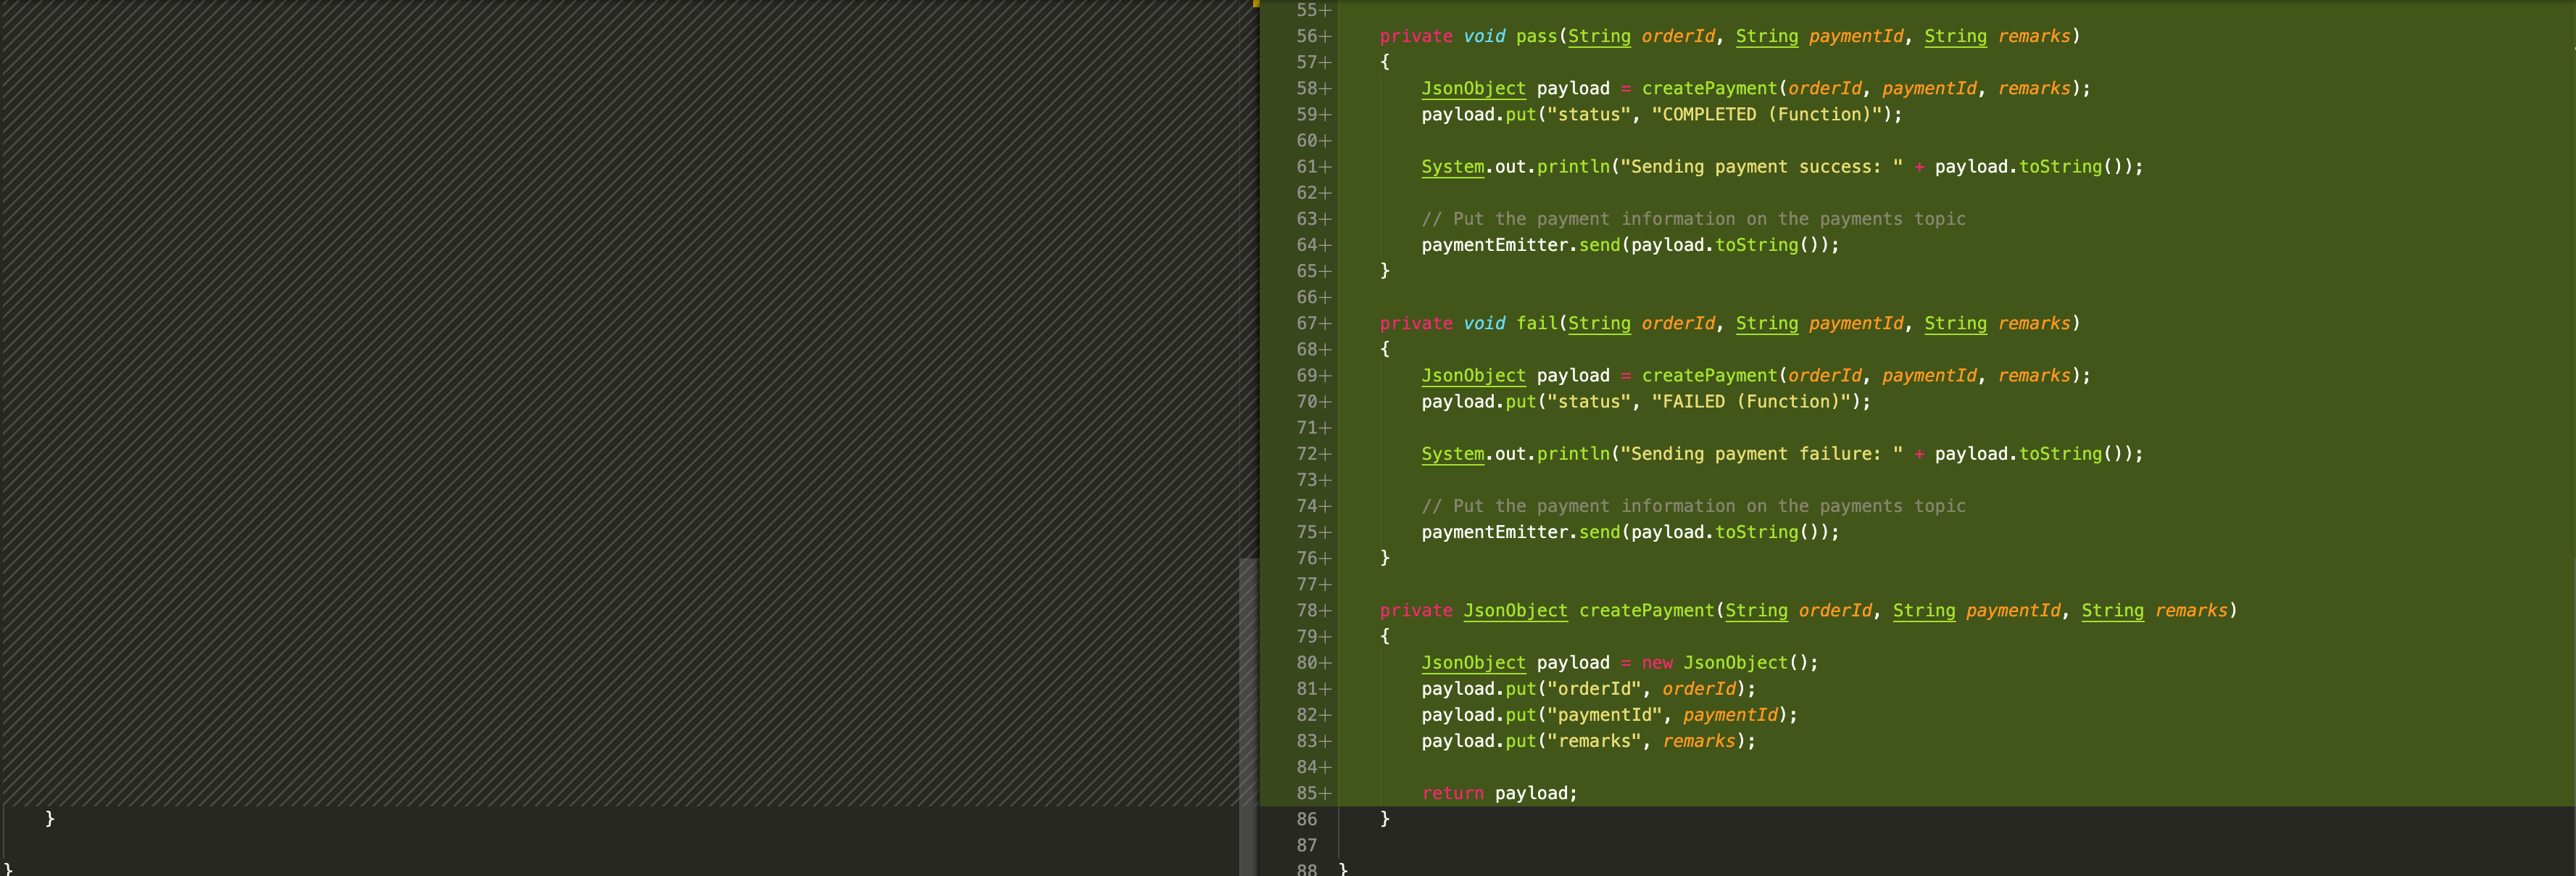 55+
56+ private void pass(String orderId, String paymentId, String remarks)
57+ {
58+ JsonObject payload = createPayment(orderId, paymentId, remarks);
59+ payload.put("status", "COMPLETED (Function)");
60+
61+ System.out.println("Sending payment success: " + payload.toString());
62+
63+ // Put the payment information on the payments topic
64+ paymentEmitter.send(payload.toString());
65+ }
66+
67+ private void fail(String orderId, String paymentId, String remarks)
68+ {
69+ JsonObject payload = createPayment(orderId, paymentId, remarks);
70+ payload.put("status", "FAILED (Function)");
71+
72+ System.out.println("Sending payment failure: " + payload.toString());
73+
74+ // Put the payment information on the payments topic
75+ paymentEmitter.send(payload.toString());
76+ }
77+
78+ private JsonObject createPayment(String orderId, String paymentId, String remarks)
79+ {
80+ JsonObject payload = new JsonObject();
81+ payload.put("orderId", orderId);
82+ payload.put("paymentId", paymentId);
83+ payload.put("remarks", remarks);
84+
85+ return payload;
} 86 }
87
} 88 }